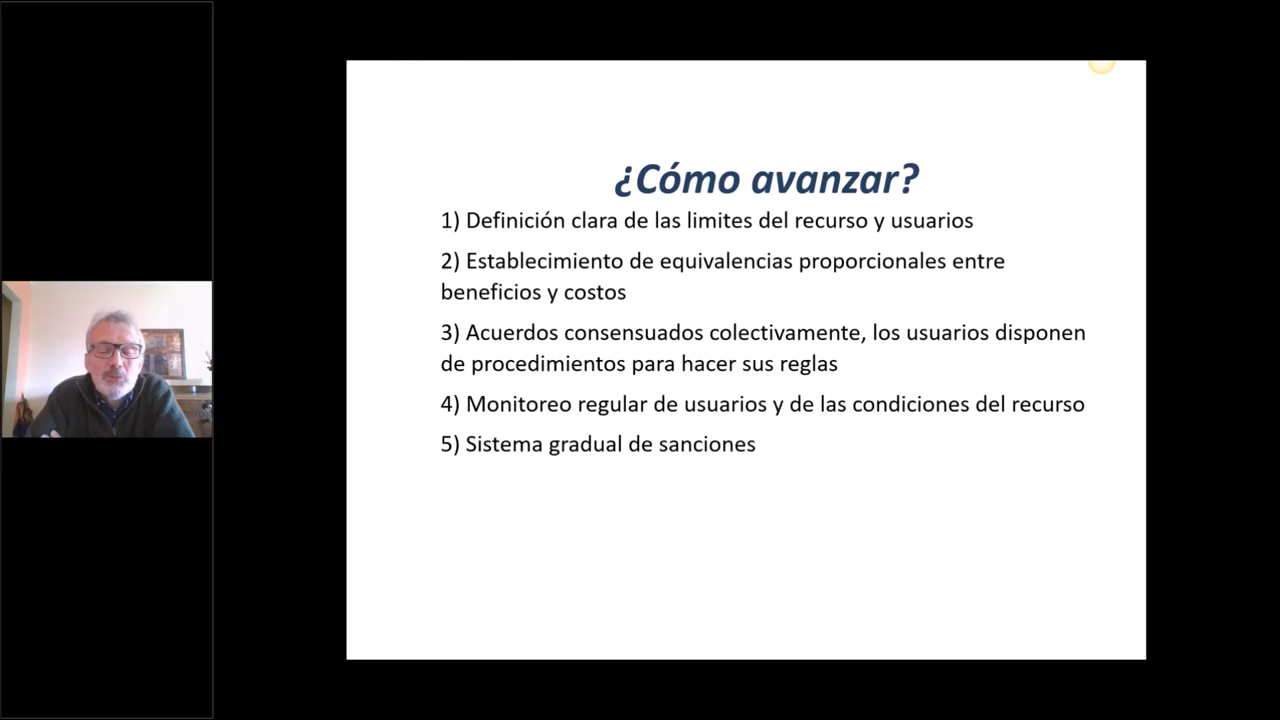 ¿Cómo avanzar?
1) Definición clara de las limites del recurso y usuarios
2) Establecimiento de equivalencias proporcionales entre
beneficios y costos
3) Acuerdos consensuados colectivamente, los usuarios disponen
de procedimientos para hacer sus reglas
4) Monitoreo regular de usuarios y de las condiciones del recurso
5) Sistema gradual de sanciones